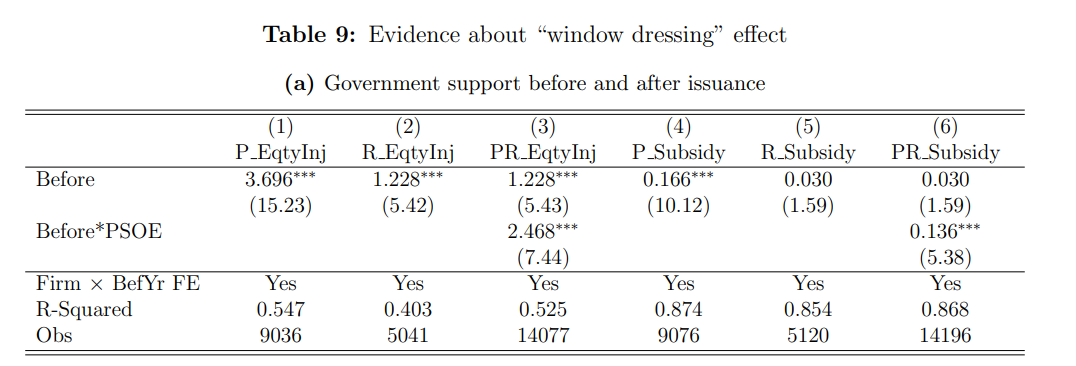 Table 9: Evidence about “window dressing” effect
(a) Government support before and after issuance
(1) (2) (3) (4) (5) (6)
P_EqtyInj R_EqtyInj PR_EqtyInj P_Subsidy R_Subsidy PR_Subsidy
Before 3.696*** 1.228*** 1.228*** 0.166*** 0.030 0.030
(15.23) (5.42) (5.43) (10.12) (1.59) (1.59)
Before*PSOE 2.468*** 0.136***
(7.44) (5.38)
Firm × BefYr FE Yes Yes Yes Yes Yes Yes
R-Squared 0.547 0.403 0.525 0.874 0.854 0.868
Obs 9036 5041 14077 9076 5120 14196